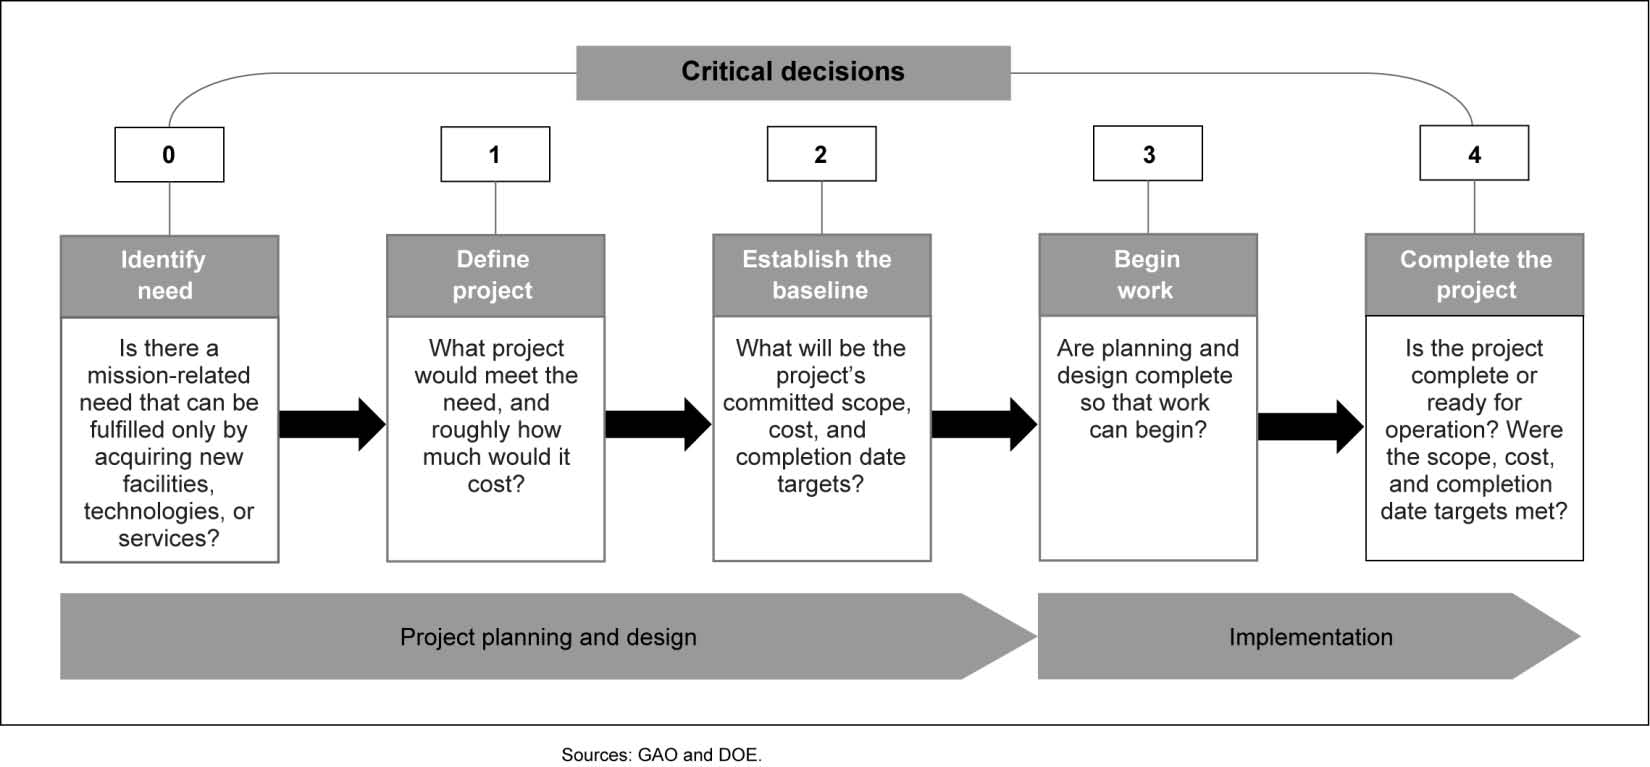 Critical decisions
0
1
2
3
4
Identify
need
Is there a
mission-related
need that can be
fulfilled only by
acquiring new
facilities,
technologies, or
services?
Define
project
What project
would meet the
need, and
roughly how
much would it
cost?
Establish the
baseline
What will be the
project’s
committed scope,
cost, and
completion date
targets?
Begin
work
Are planning and
design complete
so that work
can begin?
Complete the
project
Is the project
complete or
ready for
operation? Were
the scope, cost,
and completion
date targets met?
Project planning and design
Implementation
Sources: GAO and DOE.